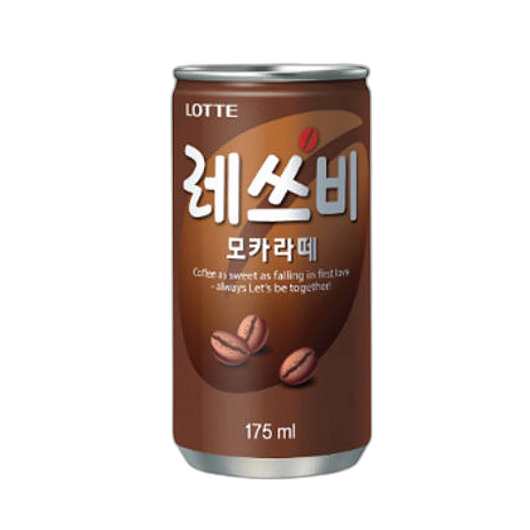 LOTTE
레쓰비
모카라떼
Coffee as sweet as falling in first love
- always Let's be together!
175 ml